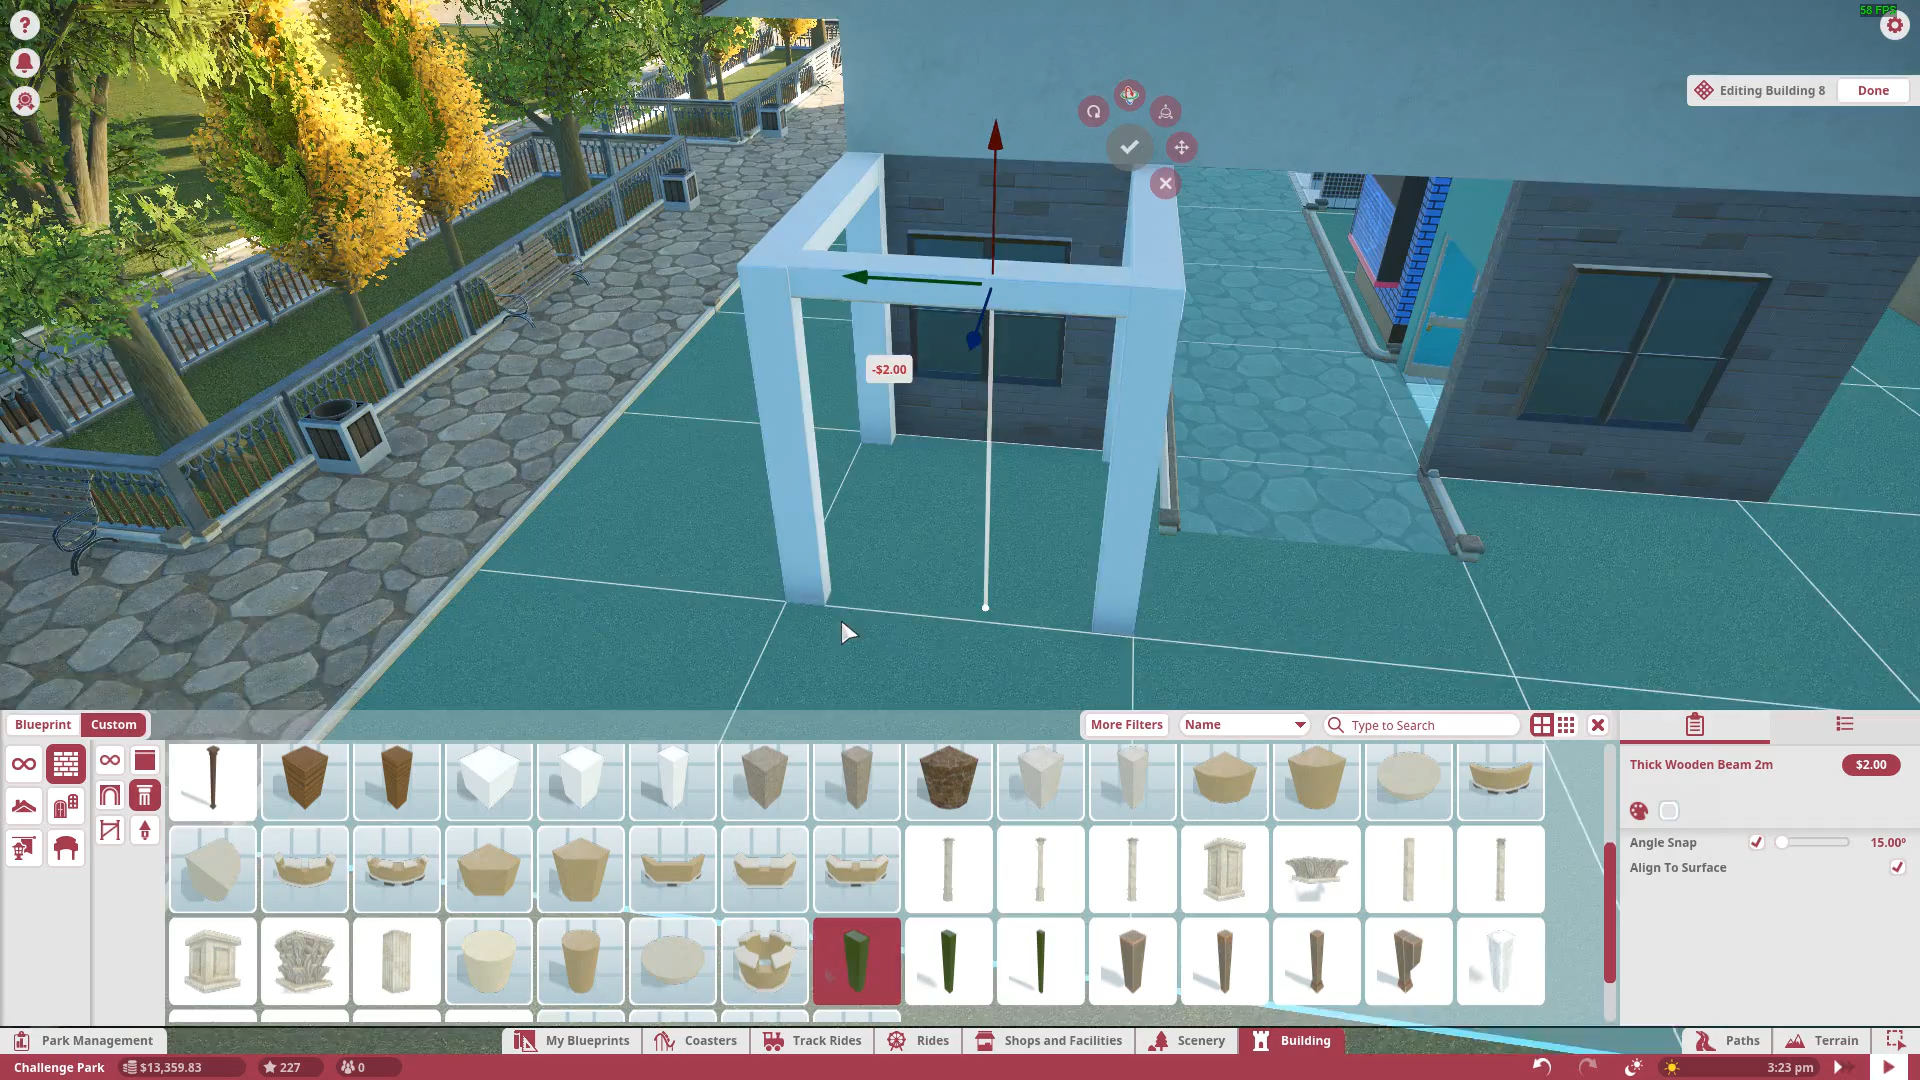 58 FPS
?
Editing Building 8
Done
-$2.00
Blueprint
Custom
More Filters
Name
Type to Search
Thick Wooden Beam 2m
$2.00
Angle Snap
15.00°
Align To Surface
Park Management
My Blueprints
Coasters
Track Rides
Rides
Shops and Facilities
Scenery
Building
Paths
Terrain
Challenge Park
$13,359.83
227
0
3:23 pm